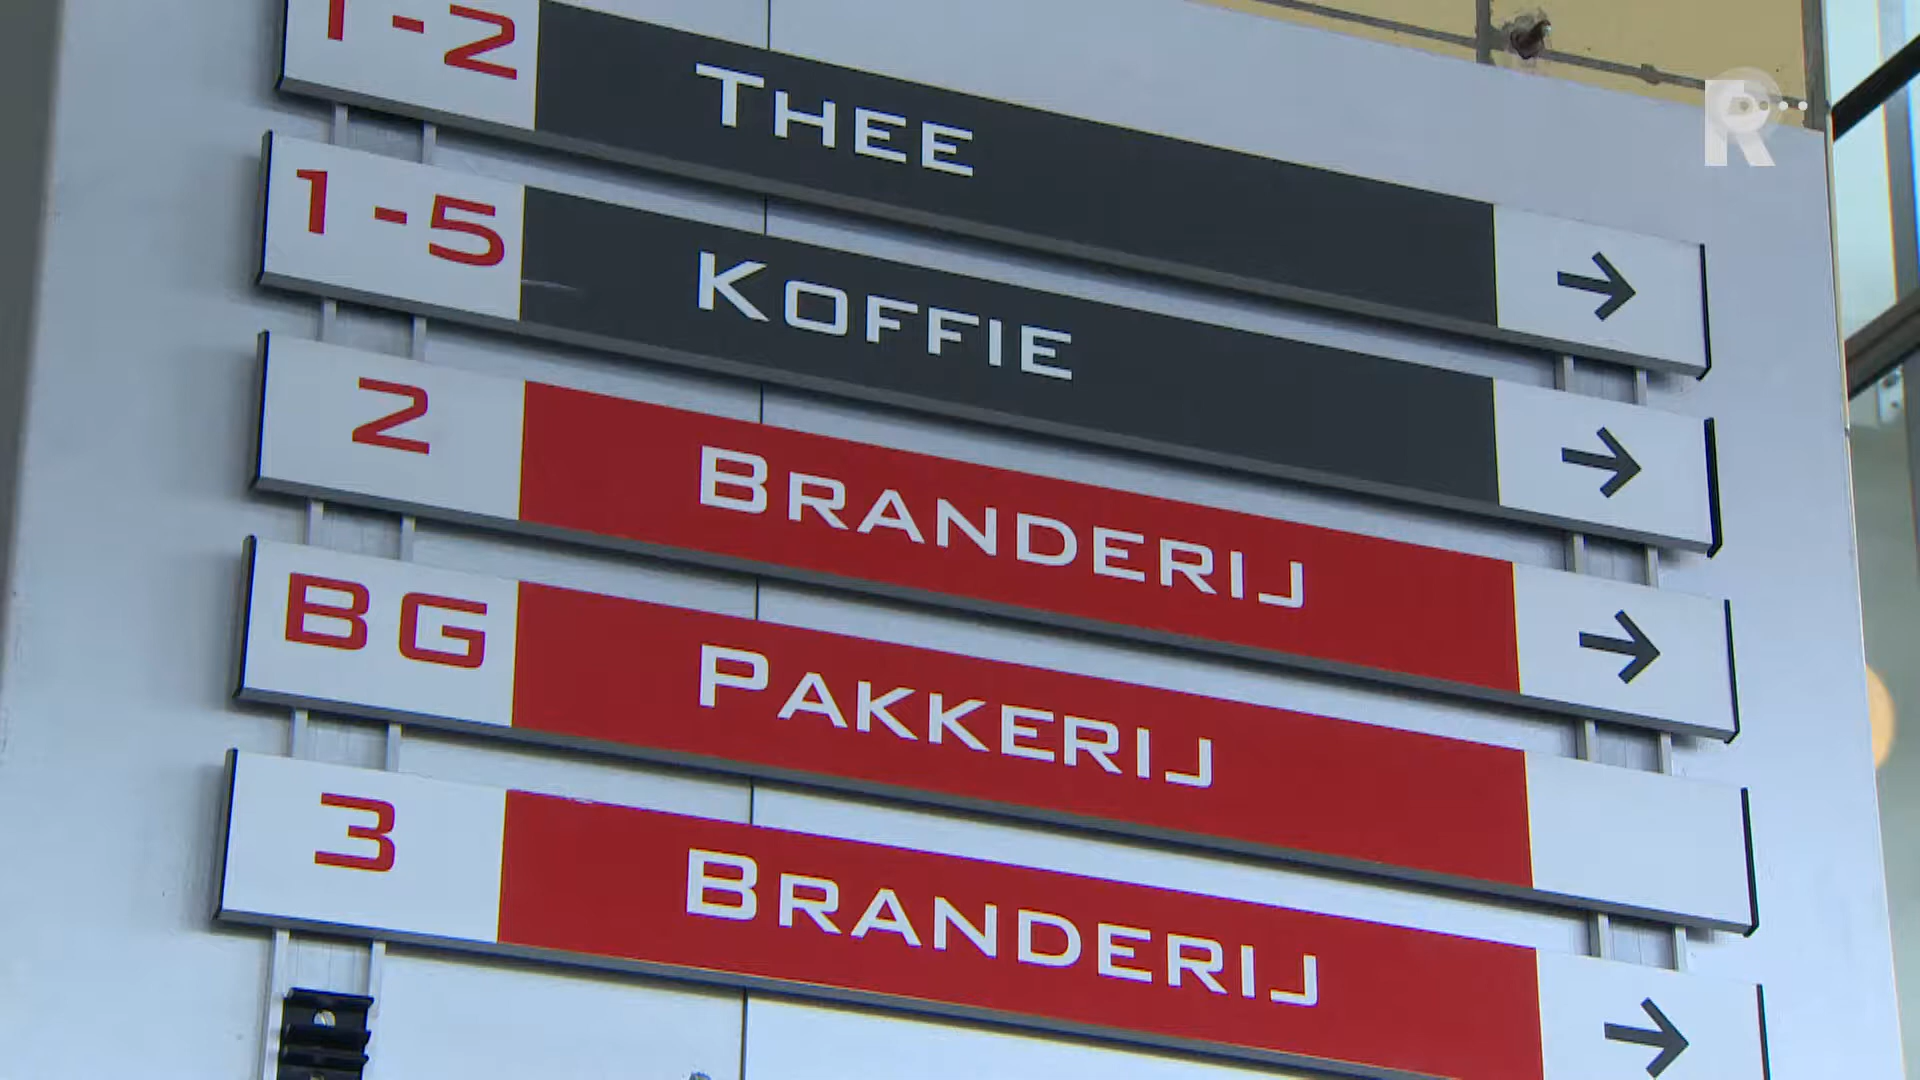 1-2 THEE →
1-5 KOFFIE →
2 BRANDERIJ →
BG PAKKERIJ
3 BRANDERIJ →
R